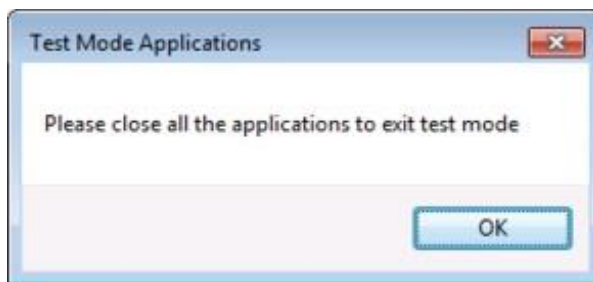 Test Mode Applications
Please close all the applications to exit test mode
OK